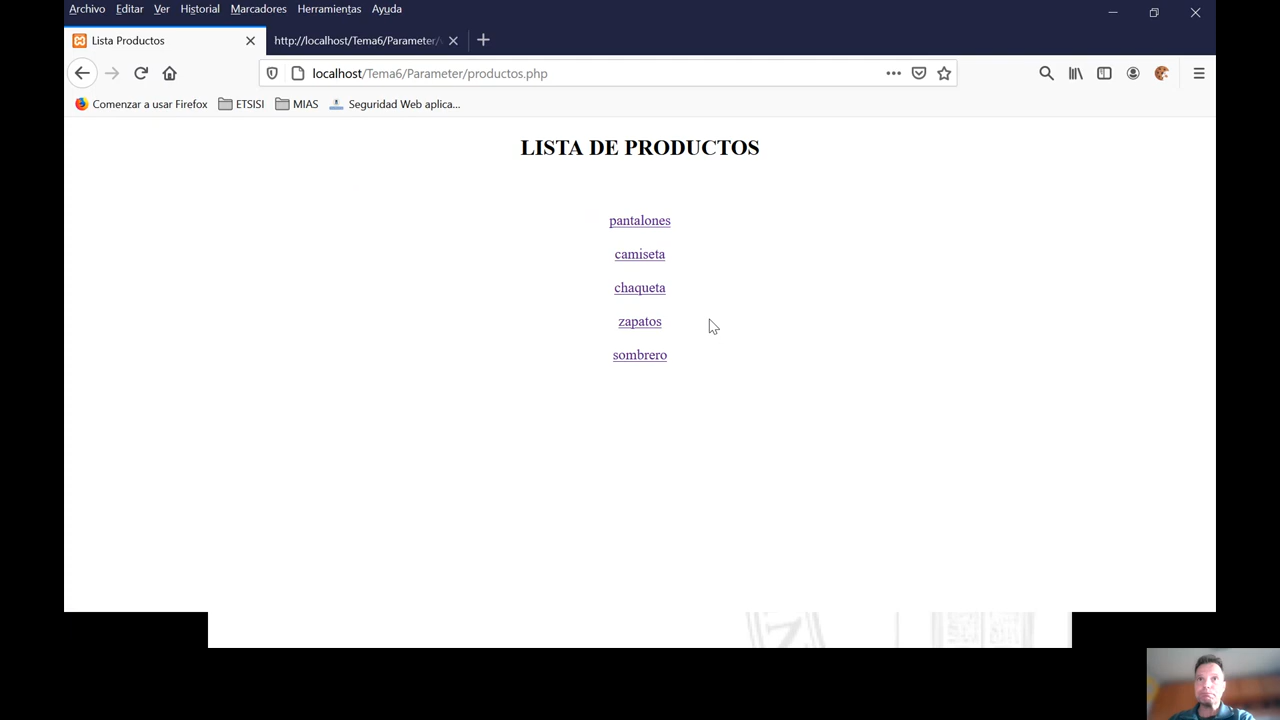 Archivo Editar Ver Historial Marcadores Herramientas Ayuda
Lista Productos
http://localhost/Tema6/Parameter/
localhost/Tema6/Parameter/productos.php
Comenzar a usar Firefox ETSISI MIAS Seguridad Web aplica...
LISTA DE PRODUCTOS
pantalones
camiseta
chaqueta
zapatos
sombrero